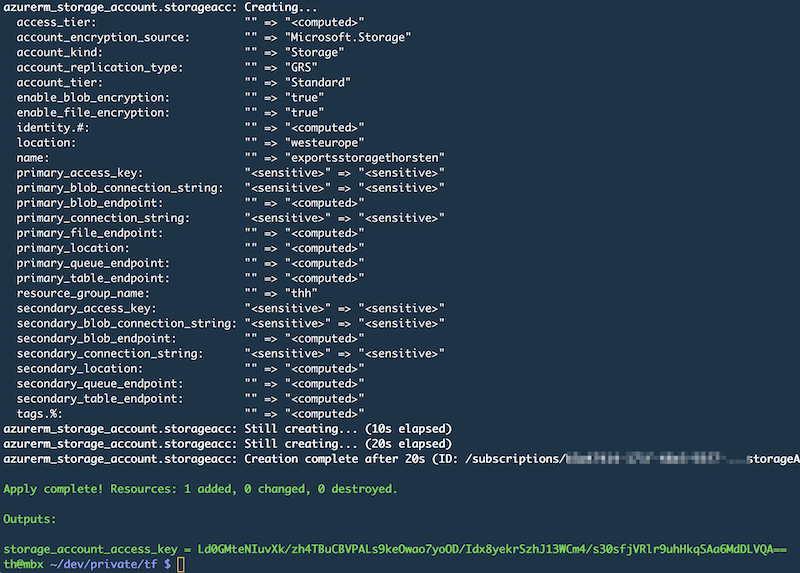 azurerm_storage_account.storageacc: Creating...
access_tier: "" => "<computed>"
account_encryption_source: "" => "Microsoft.Storage"
account_kind: "" => "Storage"
account_replication_type: "" => "GRS"
account_tier: "" => "Standard"
enable_blob_encryption: "" => "true"
enable_file_encryption: "" => "true"
identity.#: "" => "<computed>"
location: "" => "westeurope"
name: "" => "exportsstoragethorsten"
primary_access_key: "<sensitive>" => "<sensitive>"
primary_blob_connection_string: "<sensitive>" => "<sensitive>"
primary_blob_endpoint: "" => "<computed>"
primary_connection_string: "<sensitive>" => "<sensitive>"
primary_file_endpoint: "" => "<computed>"
primary_location: "" => "<computed>"
primary_queue_endpoint: "" => "<computed>"
primary_table_endpoint: "" => "<computed>"
resource_group_name: "" => "thh"
secondary_access_key: "<sensitive>" => "<sensitive>"
secondary_blob_connection_string: "<sensitive>" => "<sensitive>"
secondary_blob_endpoint: "" => "<computed>"
secondary_connection_string: "<sensitive>" => "<sensitive>"
secondary_location: "" => "<computed>"
secondary_queue_endpoint: "" => "<computed>"
secondary_table_endpoint: "" => "<computed>"
tags.%: "" => "<computed>"
azurerm_storage_account.storageacc: Still creating... (10s elapsed)
azurerm_storage_account.storageacc: Still creating... (20s elapsed)
azurerm_storage_account.storageacc: Creation complete after 20s (ID: /subscriptions/ ...storageA
Apply complete! Resources: 1 added, 0 changed, 0 destroyed.
Outputs:
storage_account_access_key = Ld0GMteNIuvXk/zh4TBuCBVPALs9keOwao7yoOD/Idx8yekrSzhJ13WCm4/s30sfjVRlr9uhHkqSAa6MdDLVQA==
th@mbx ~/dev/private/tf $